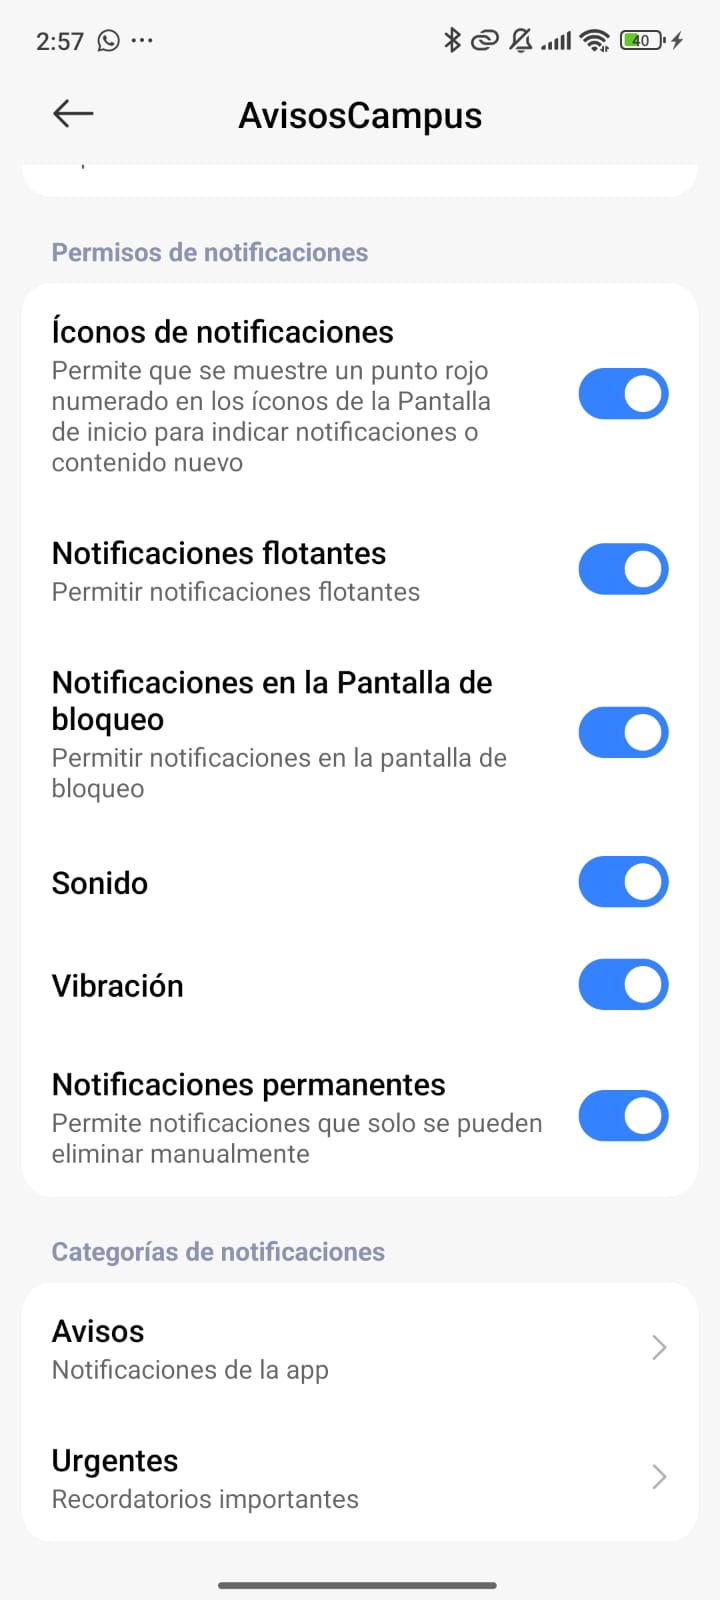 2:57
40
AvisosCampus
Permisos de notificaciones
Íconos de notificaciones
Permite que se muestre un punto rojo
numerado en los íconos de la Pantalla
de inicio para indicar notificaciones o
contenido nuevo
Notificaciones flotantes
Permitir notificaciones flotantes
Notificaciones en la Pantalla de
bloqueo
Permitir notificaciones en la pantalla de
bloqueo
Sonido
Vibración
Notificaciones permanentes
Permite notificaciones que solo se pueden
eliminar manualmente
Categorías de notificaciones
Avisos
Notificaciones de la app
Urgentes
Recordatorios importantes